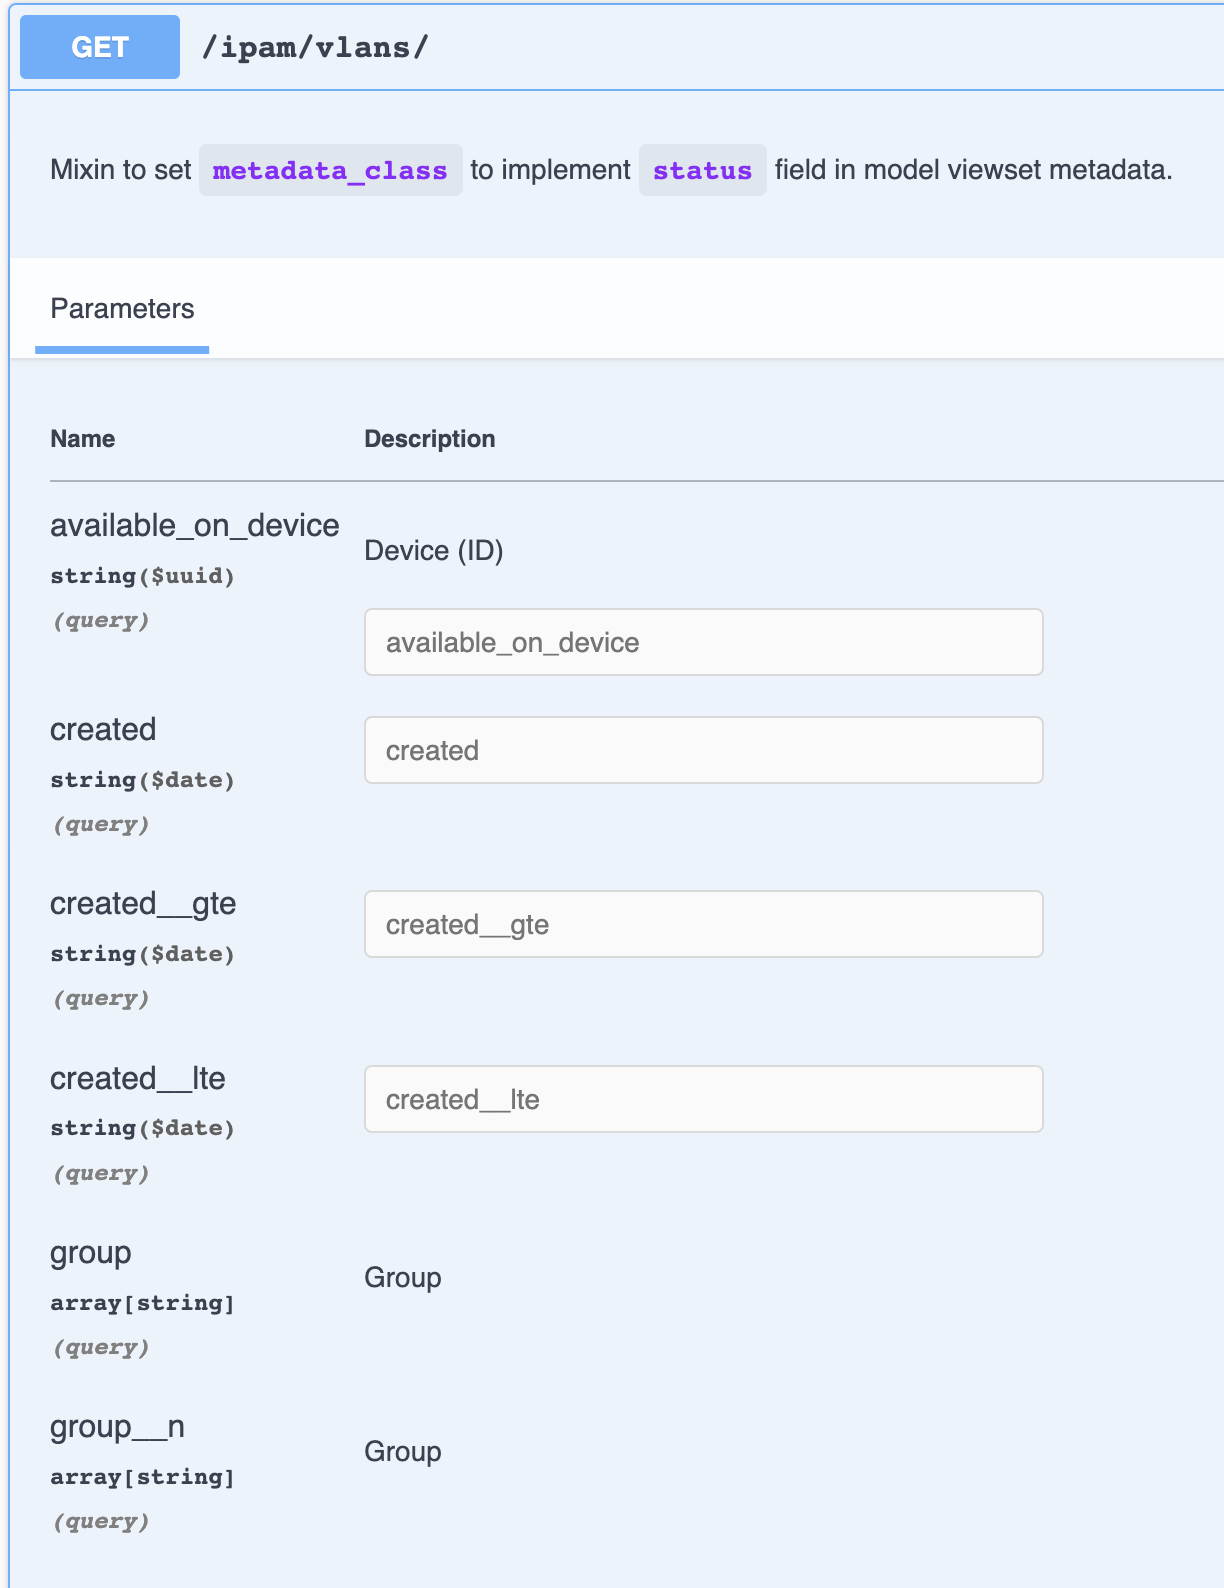 GET /ipam/vlans/
Mixin to set metadata_class to implement status field in model viewset metadata.
Parameters
Name Description
available_on_device
Device (ID)
string($uuid)
(query)
available_on_device
created
string($date)
(query)
created
created__gte
string($date)
(query)
created__gte
created__lte
string($date)
(query)
created__lte
group
array[string]
(query)
Group
group__n
array[string]
(query)
Group